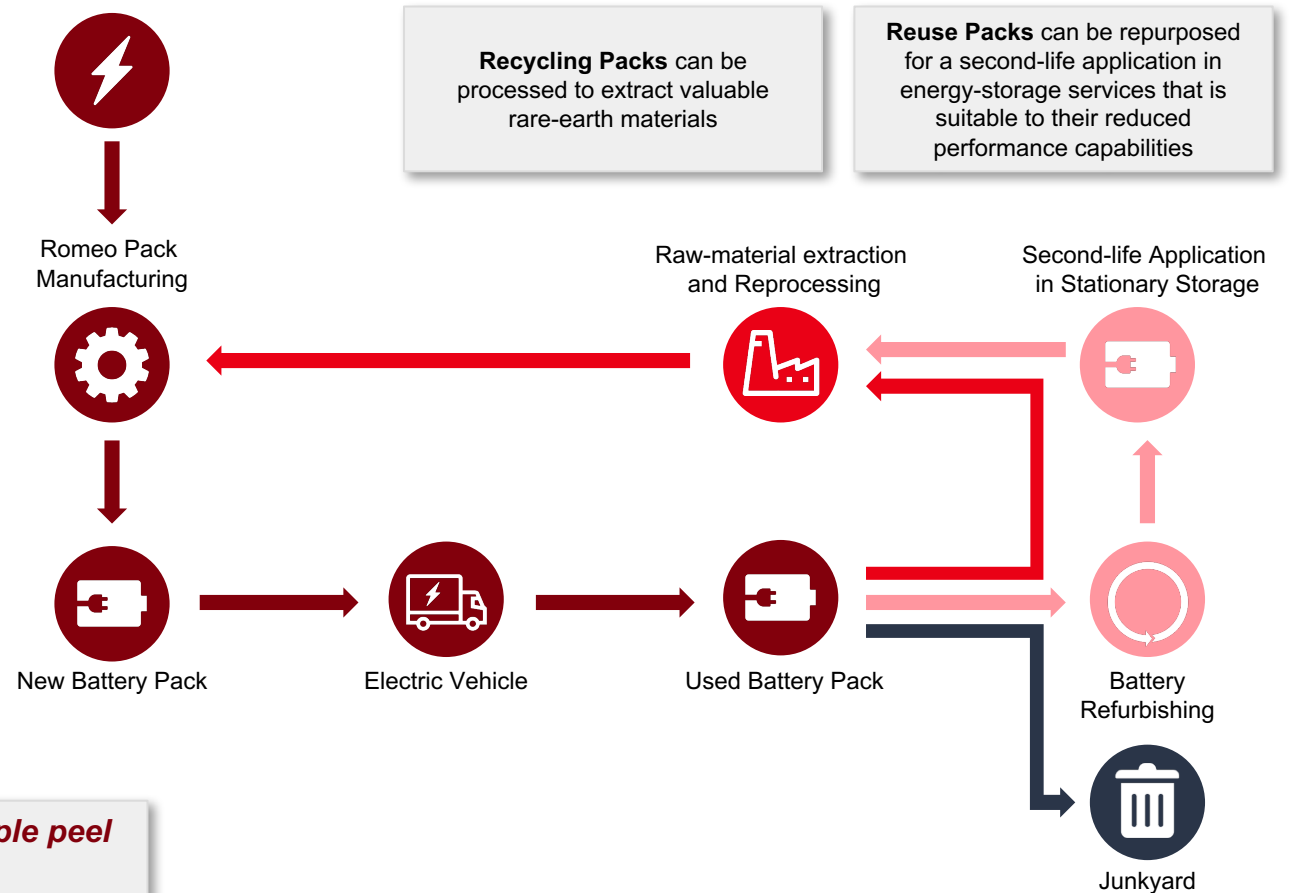 Recycling Packs can be
processed to extract valuable
rare-earth materials
Reuse Packs can be repurposed
for a second-life application in
energy-storage services that is
suitable to their reduced
performance capabilities
Romeo Pack
Manufacturing
Raw-material extraction
and Reprocessing
Second-life Application
in Stationary Storage
New Battery Pack
Electric Vehicle
Used Battery Pack
Battery
Refurbishing
peel
Junkyard